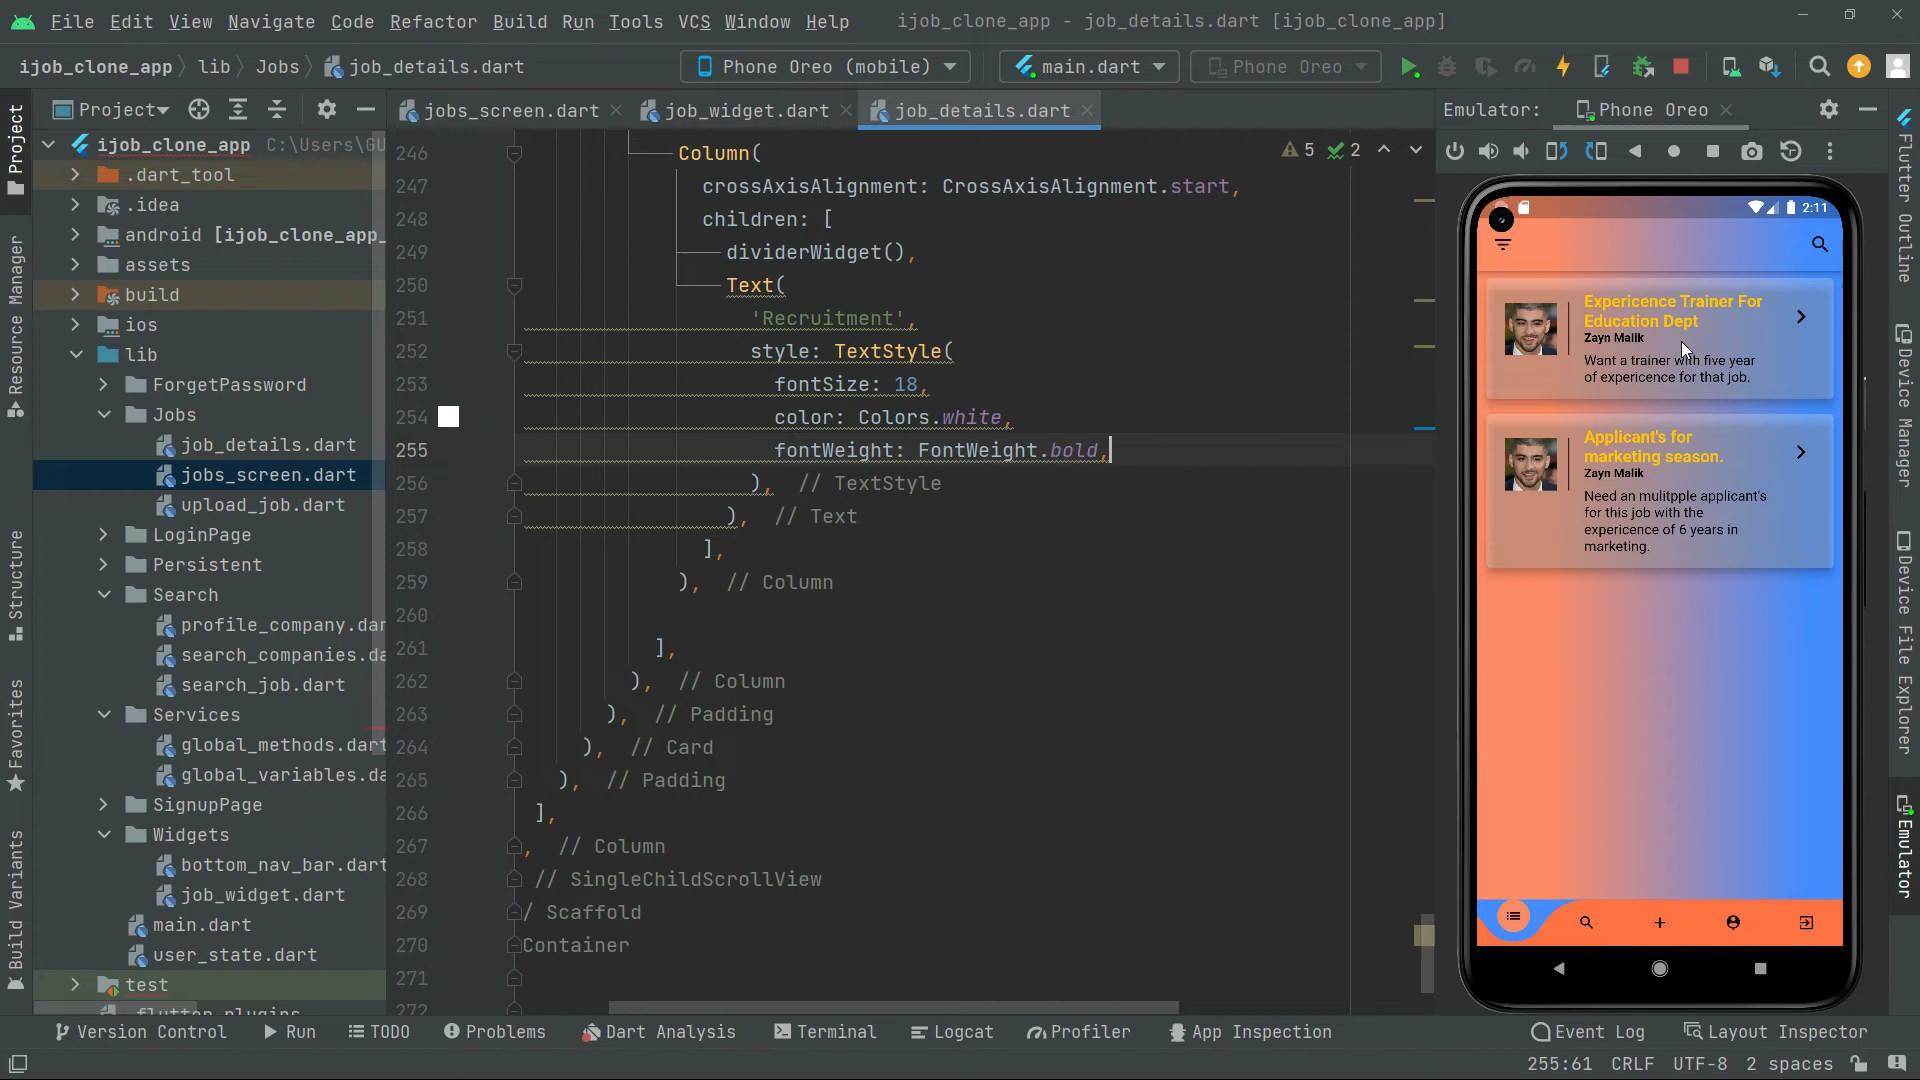 File Edit View Navigate Code Refactor Build Run Tools VCS Window Help ijob_clone_app - job_details.dart [ijob_clone_app]
ijob_clone_app lib Jobs job_details.dart Phone Oreo (mobile) main.dart Phone Oreo
Project jobs_screen.dart job_widget.dart job_details.dart Emulator: Phone Oreo
Project
Resource Manager
Structure
Favorites
Build Variants
ijob_clone_app C:\Users\GU
.dart_tool
.idea
android [ijob_clone_app_
assets
build
ios
lib
ForgetPassword
Jobs
job_details.dart
jobs_screen.dart
upload_job.dart
LoginPage
Persistent
Search
profile_company.dar
search_companies.da
search_job.dart
Services
global_methods.dart
global_variables.da
SignupPage
Widgets
bottom_nav_bar.dart
job_widget.dart
main.dart
user_state.dart
test
.flutter-plugins
5 2
246 Column(
247 crossAxisAlignment: CrossAxisAlignment.start,
248 children: [
249 dividerWidget(),
250 Text(
251 'Recruitment',
252 style: TextStyle(
253 fontSize: 18,
254 color: Colors.white,
255 fontWeight: FontWeight.bold,
256 ), // TextStyle
257 ), // Text
258 ],
259 ), // Column
260
261 ],
262 ), // Column
263 ), // Padding
264 ), // Card
265 ), // Padding
266 ],
267 , // Column
268 // SingleChildScrollView
269 / Scaffold
270 Container
271
272
2:11
Expericence Trainer For
Education Dept
Zayn Malik
Want a trainer with five year
of expericence for that job.
Applicant's for
marketing season.
Zayn Malik
Need an mulitpple applicant's
for this job with the
expericence of 6 years in
marketing.
Flutter Outline
Device Manager
Device File Explorer
Emulator
Version Control Run TODO Problems Dart Analysis Terminal Logcat Profiler App Inspection Event Log Layout Inspector
255:61 CRLF UTF-8 2 spaces